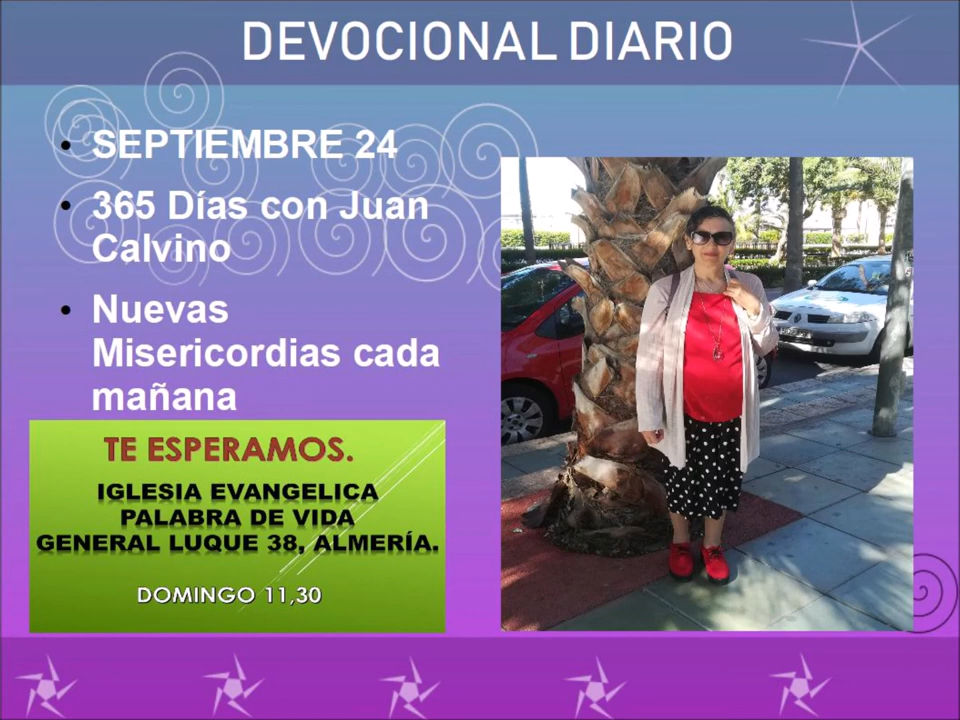 DEVOCIONAL DIARIO
• SEPTIEMBRE 24
• 365 Días con Juan
Calvino
• Nuevas
Misericordias cada
mañana
TE ESPERAMOS.
IGLESIA EVANGELICA
PALABRA DE VIDA
GENERAL LUQUE 38, ALMERÍA.
DOMINGO 11,30